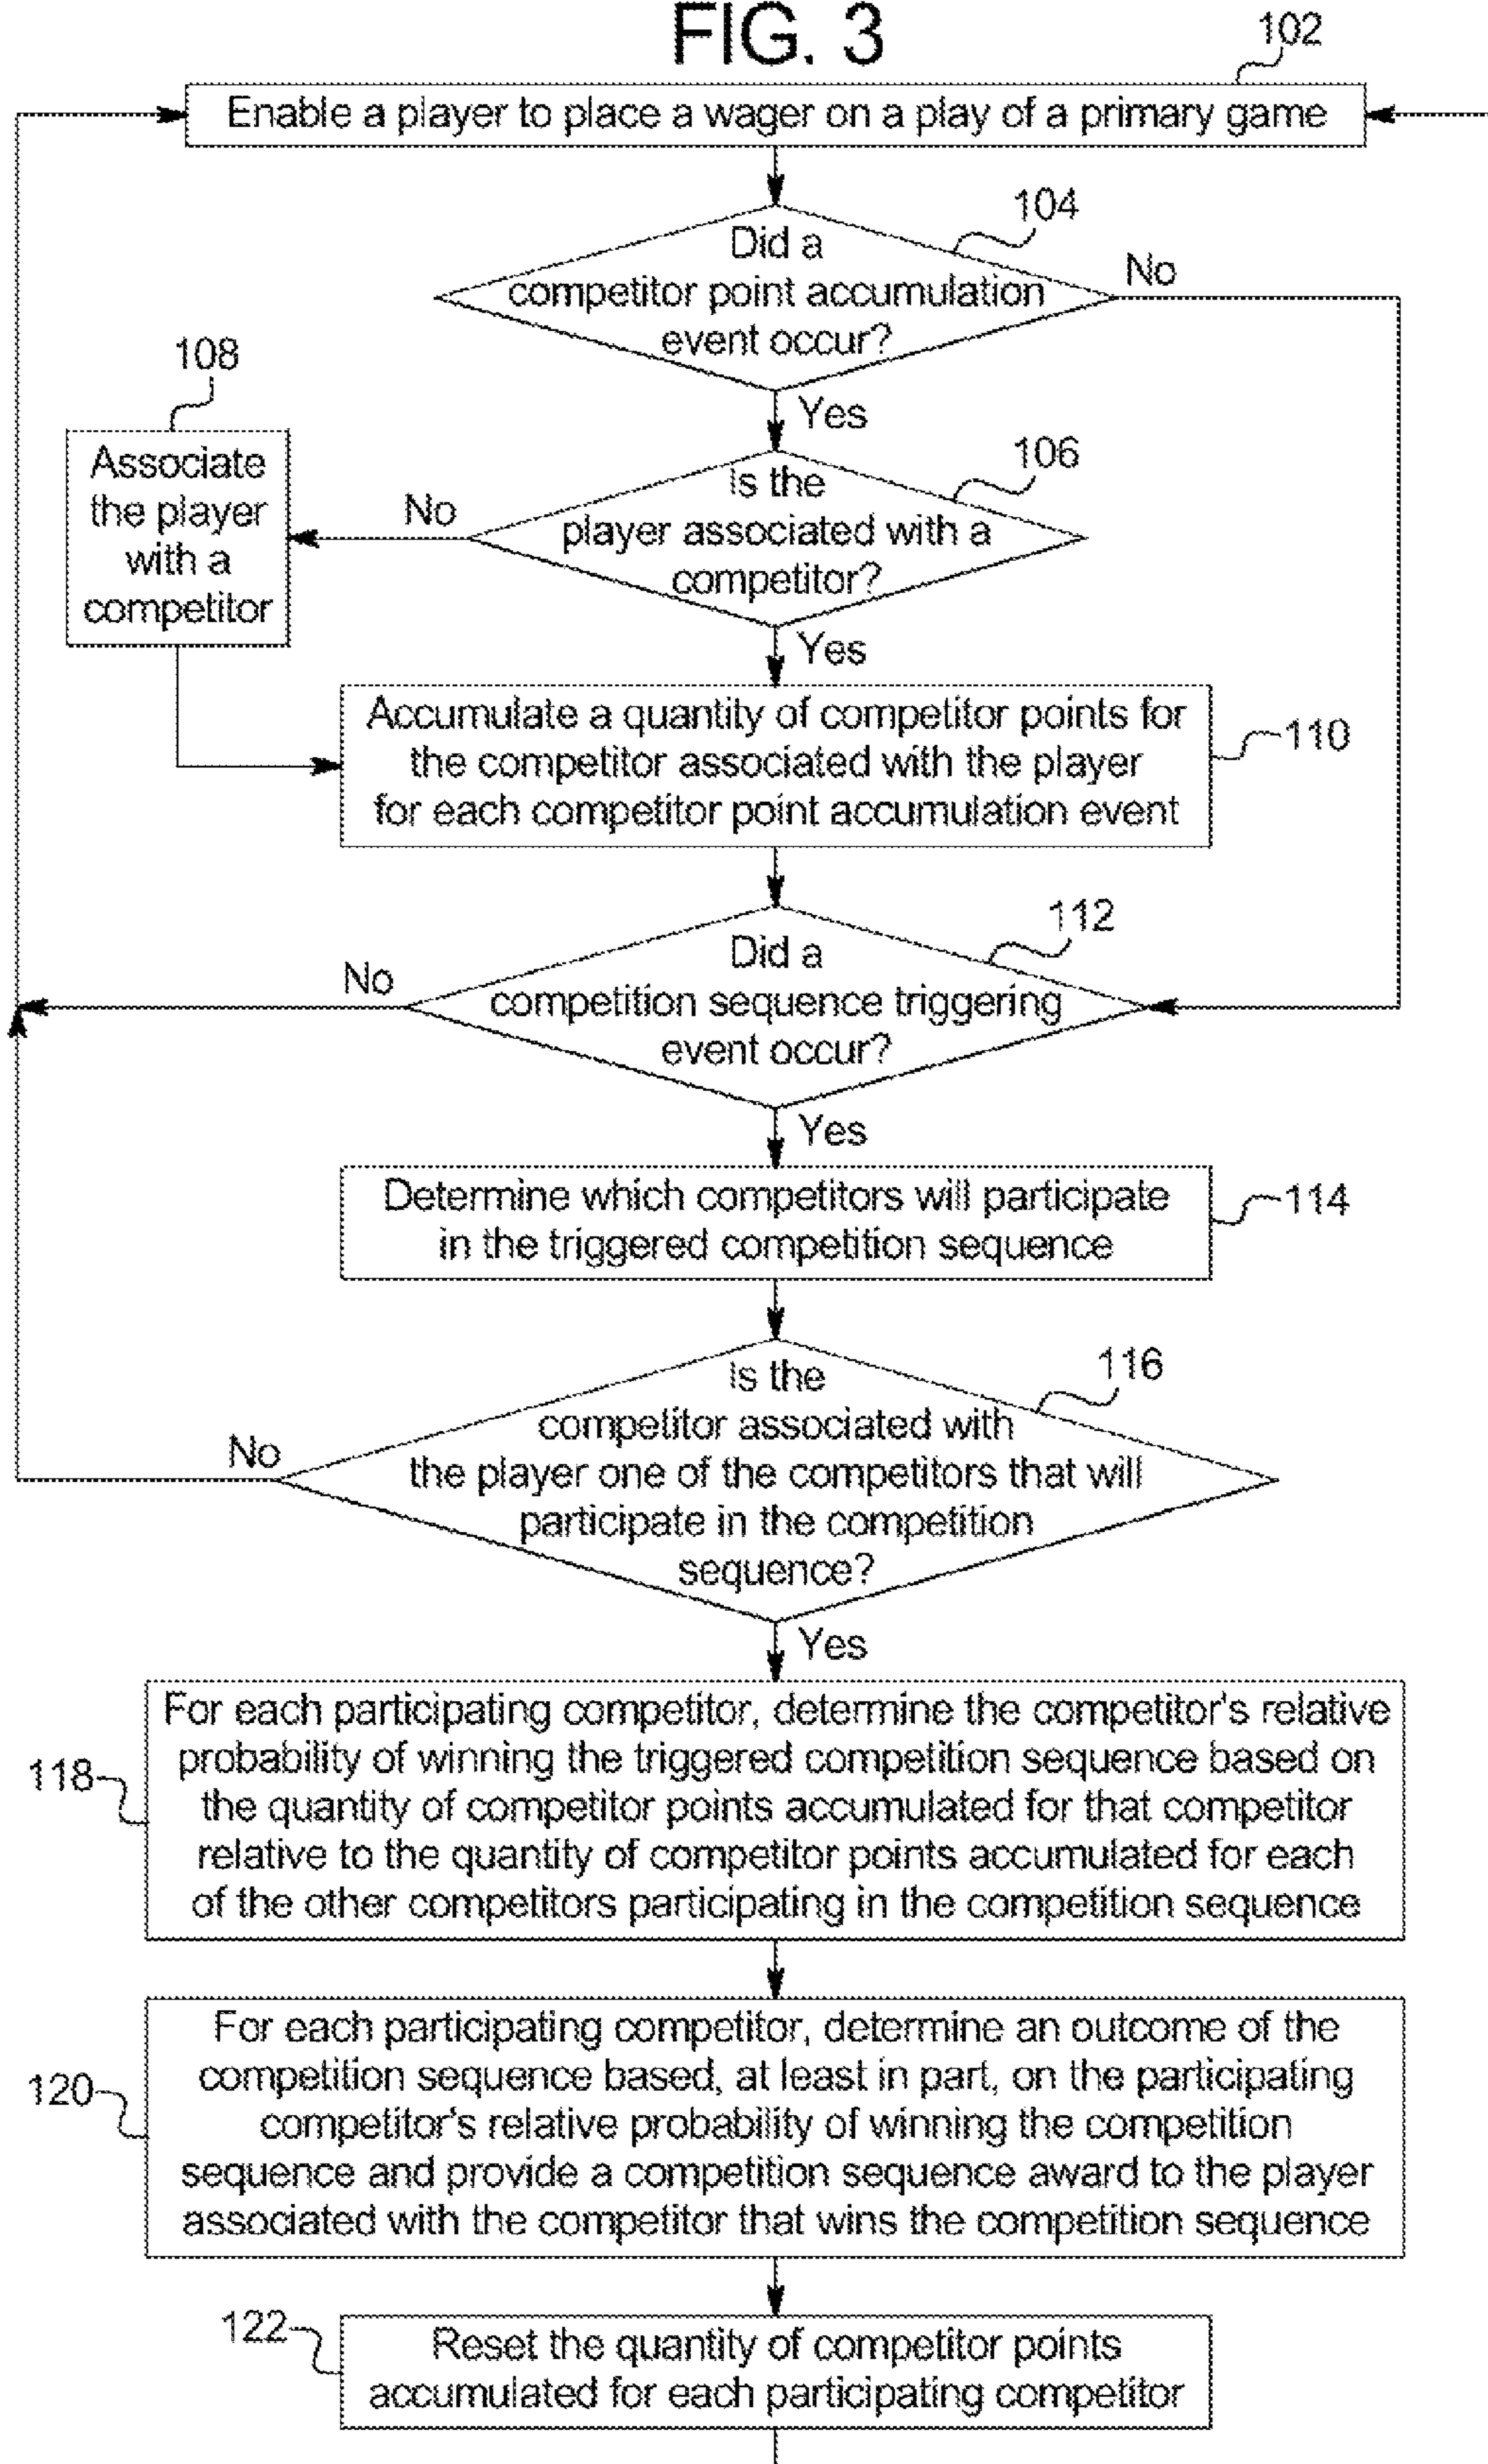 FIG. 3
102
Enable a player to place a wager on a play of a primary game
104
Did a
competitor point accumulation
event occur?
No
Yes
108
Associate
the player
with a
competitor
No
106
Is the
player associated with a
competitor?
Yes
Accumulate a quantity of competitor points for
the competitor associated with the player
for each competitor point accumulation event
110
112
Did a
competition sequence triggering
event occur?
No
Yes
Determine which competitors will participate
in the triggered competition sequence
114
116
Is the
competitor associated with
the player one of the competitors that will
participate in the competition
sequence?
No
Yes
118
For each participating competitor, determine the competitor's relative
probability of winning the triggered competition sequence based on
the quantity of competitor points accumulated for that competitor
relative to the quantity of competitor points accumulated for each
of the other competitors participating in the competition sequence
120
For each participating competitor, determine an outcome of the
competition sequence based, at least in part, on the participating
competitor's relative probability of winning the competition
sequence and provide a competition sequence award to the player
associated with the competitor that wins the competition sequence
122
Reset the quantity of competitor points
accumulated for each participating competitor